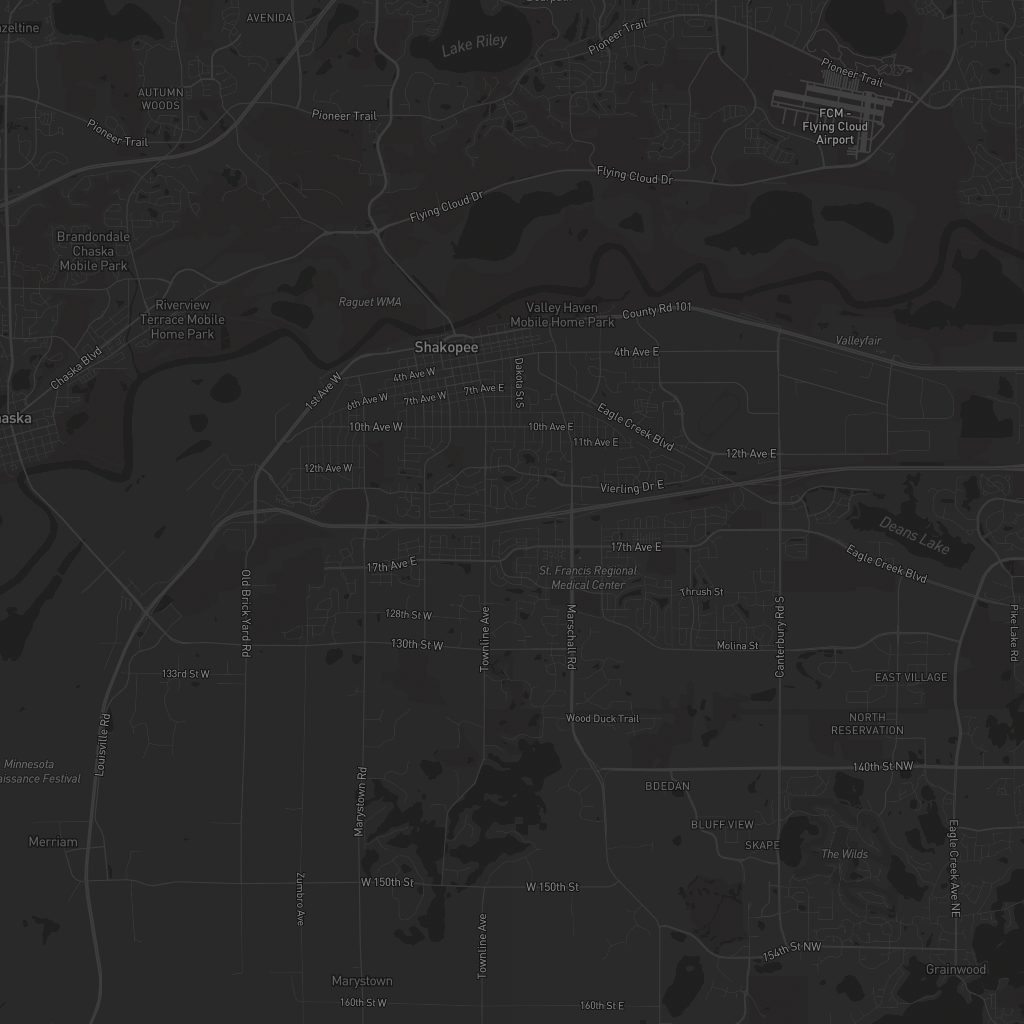 AVENIDA
Lake Riley
Pioneer Trail
Pioneer Trail
AUTUMN
WOODS
Pioneer Trail
Pioneer Trail
FCM -
Flying Cloud
Airport
Flying Cloud Dr
Flying Cloud Dr
Brandondale
Chaska
Mobile Park
Raguet WMA
Riverview
Terrace Mobile
Home Park
Valley Haven
Mobile Home Park
County Rd 101
Valleyfair
Shakopee
4th Ave E
Chaska Blvd
1st Ave W
4th Ave W
Dakota St S
7th Ave E
6th Ave W
7th Ave W
Eagle Creek Blvd
aska
10th Ave W
10th Ave E
11th Ave E
12th Ave E
12th Ave W
Vierling Dr E
Deans Lake
17th Ave E
17th Ave E
Eagle Creek Blvd
St. Francis Regional
Medical Center
Old Brick Yard Rd
Thrush St
128th St W
Townline Ave
Marschall Rd
Canterbury Rd S
Pike Lake Rd
130th St W
Molina St
133rd St W
EAST VILLAGE
Wood Duck Trail
NORTH
RESERVATION
Louisville Rd
Minnesota
aissance Festival
140th St NW
Marystown Rd
BDEDAN
BLUFF VIEW
SKAPE
The Wilds
Merriam
Eagle Creek Ave NE
Zumbro Ave
W 150th St
W 150th St
Townline Ave
154th St NW
Grainwood
Marystown
160th St W
160th St E